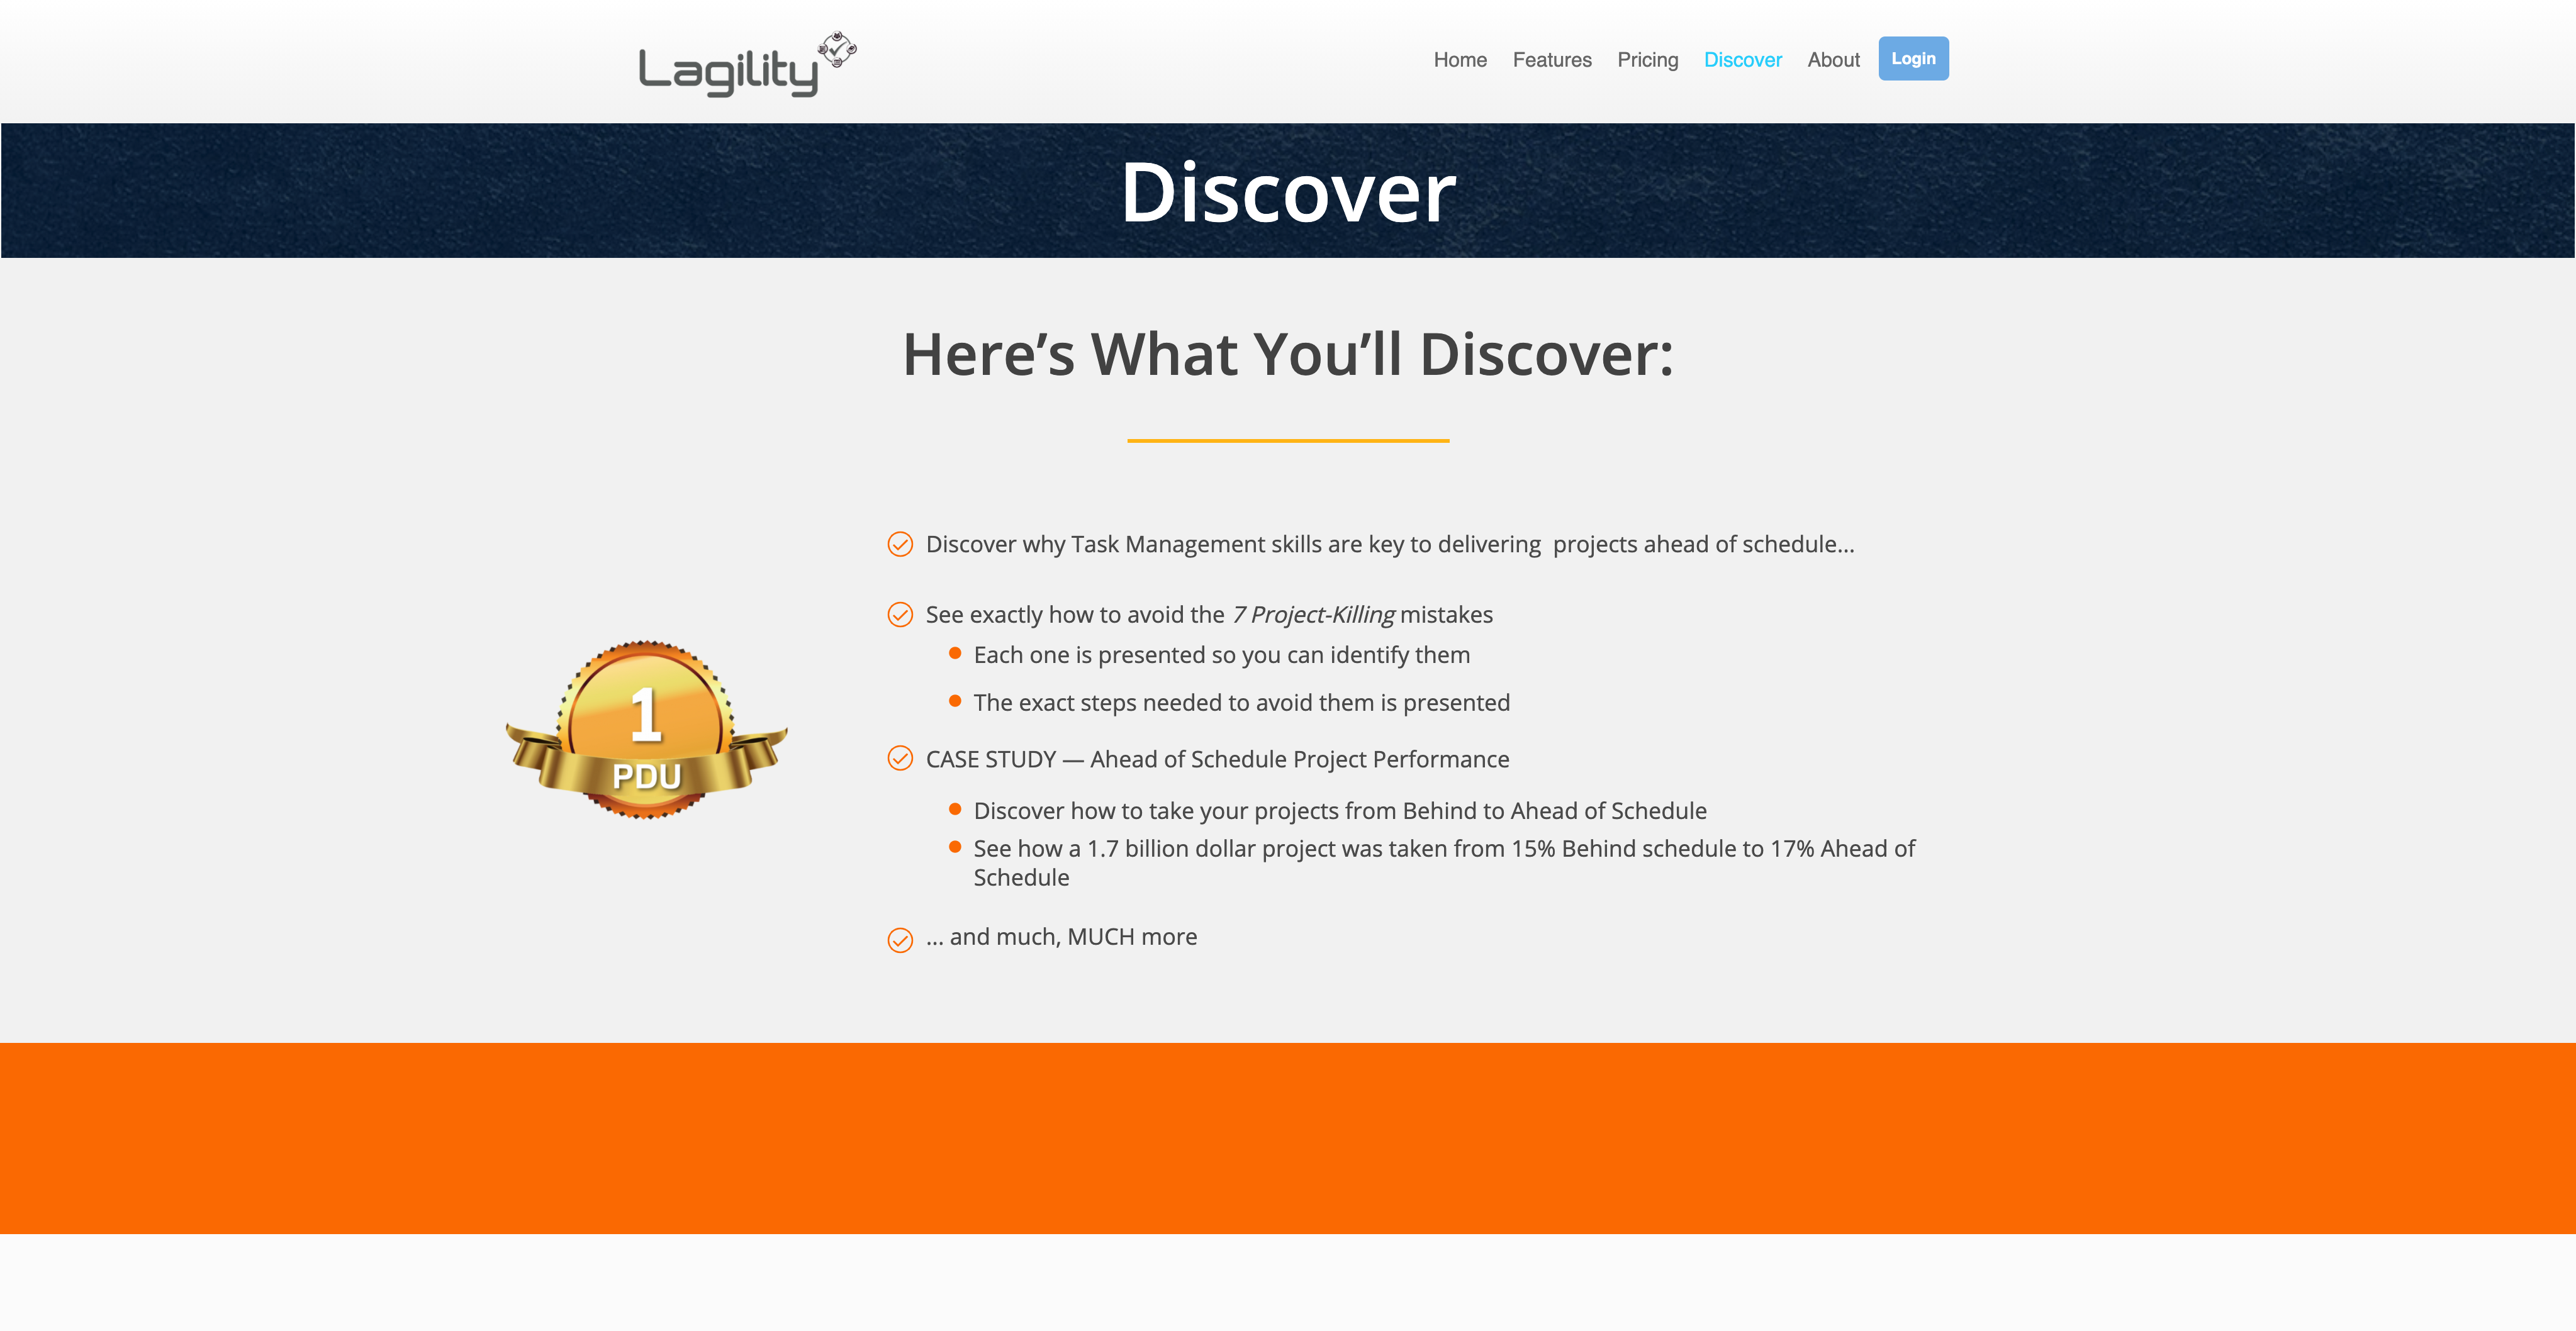 Lagility
Home Features Pricing Discover About Login
Discover
Here’s What You’ll Discover:
Discover why Task Management skills are key to delivering  projects ahead of schedule...
See exactly how to avoid the 7 Project-Killing mistakes
Each one is presented so you can identify them
The exact steps needed to avoid them is presented
1
PDU
CASE STUDY — Ahead of Schedule Project Performance
Discover how to take your projects from Behind to Ahead of Schedule
See how a 1.7 billion dollar project was taken from 15% Behind schedule to 17% Ahead of
Schedule
... and much, MUCH more